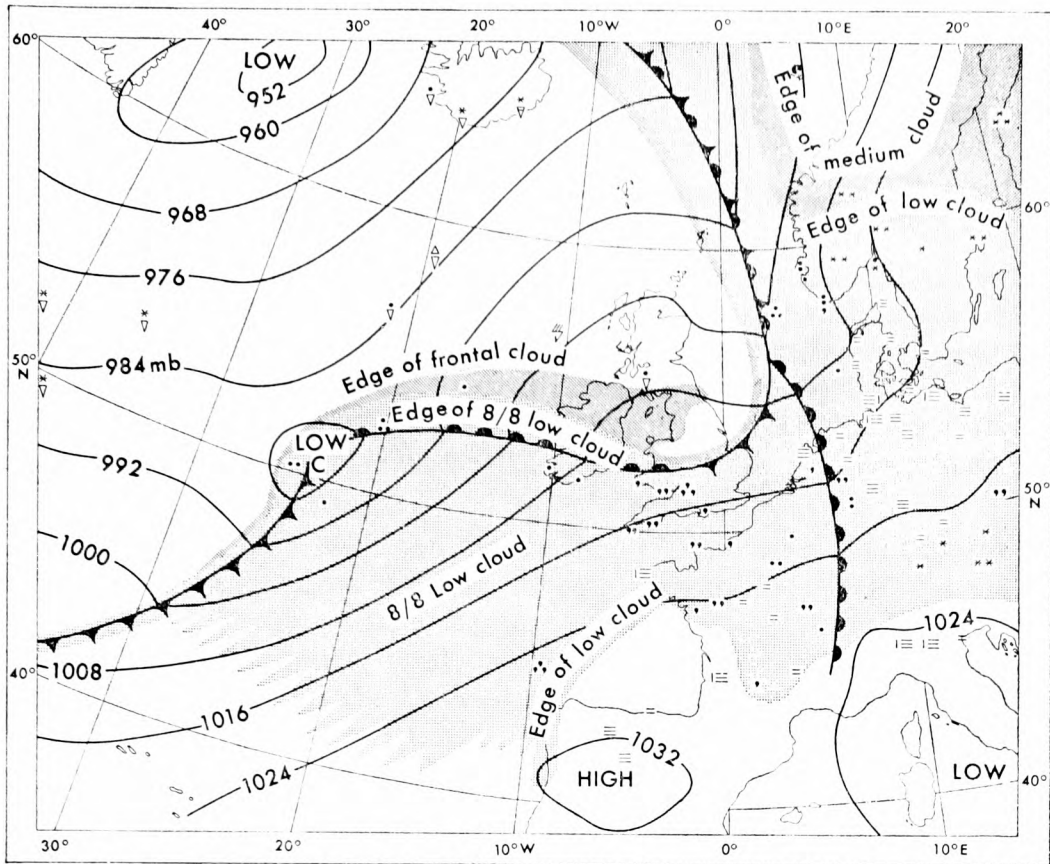 40° 30° 20° 10°W 0° 10°E 20°
60°
LOW
952
960
Edge of
medium cloud
968
Edge of low cloud
60°
976
50°
N
984mb
Edge of frontal cloud
Edge of 8/8 low cloud
LOW
C
992
50°
N
1000
8/8 Low cloud
Edge of low cloud
1024
1008
40°
1016
1032
1024
HIGH
LOW
40°
30° 20° 10°W 0° 10°E